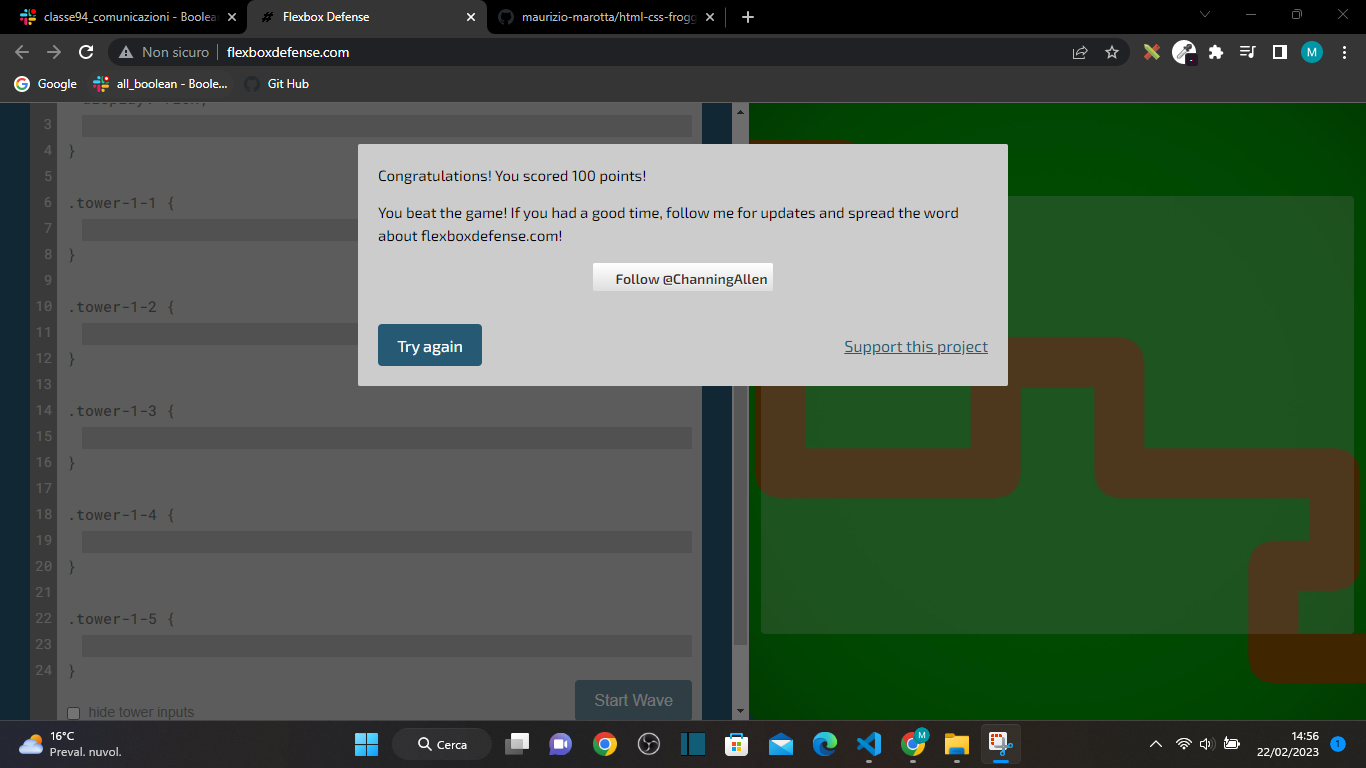 classe94_comunicazioni - Boolea
Flexbox Defense
maurizio-marotta/html-css-frogg
Non sicuro
flexboxdefense.com
M
Google
all_boolean - Boole...
Git Hub
3
4 }
5
6 .tower-1-1 {
7
8 }
9
10 .tower-1-2 {
11
12 }
13
14 .tower-1-3 {
15
16 }
17
18 .tower-1-4 {
19
20 }
21
22 .tower-1-5 {
23
24 }
hide tower inputs
Start Wave
Congratulations! You scored 100 points!
You beat the game! If you had a good time, follow me for updates and spread the word
about flexboxdefense.com!
Follow @ChanningAllen
Try again
Support this project
16°C
Preval. nuvol.
Cerca
M
14:56
22/02/2023
1